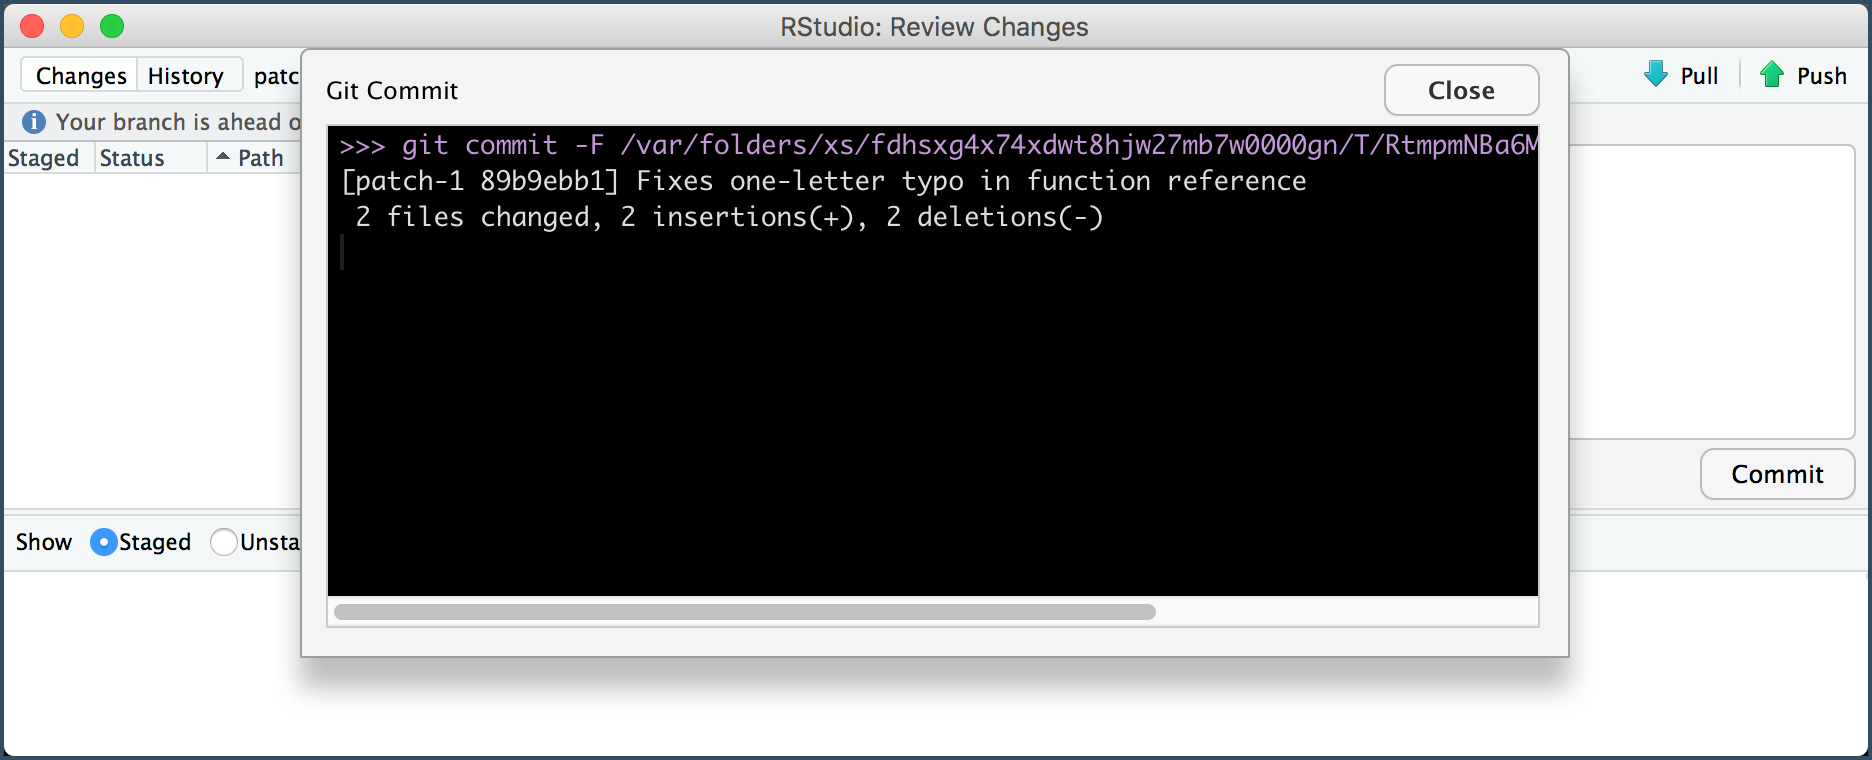 RStudio: Review Changes
Changes History patc
Pull Push
Your branch is ahead o
Staged Status Path
Git Commit
Close
>>> git commit -F /var/folders/xs/fdhsxg4x74xdwt8hjw27mb7w0000gn/T/RtmpmNBa6M
[patch-1 89b9ebb1] Fixes one-letter typo in function reference
2 files changed, 2 insertions(+), 2 deletions(-)
Commit
Show Staged Unsta